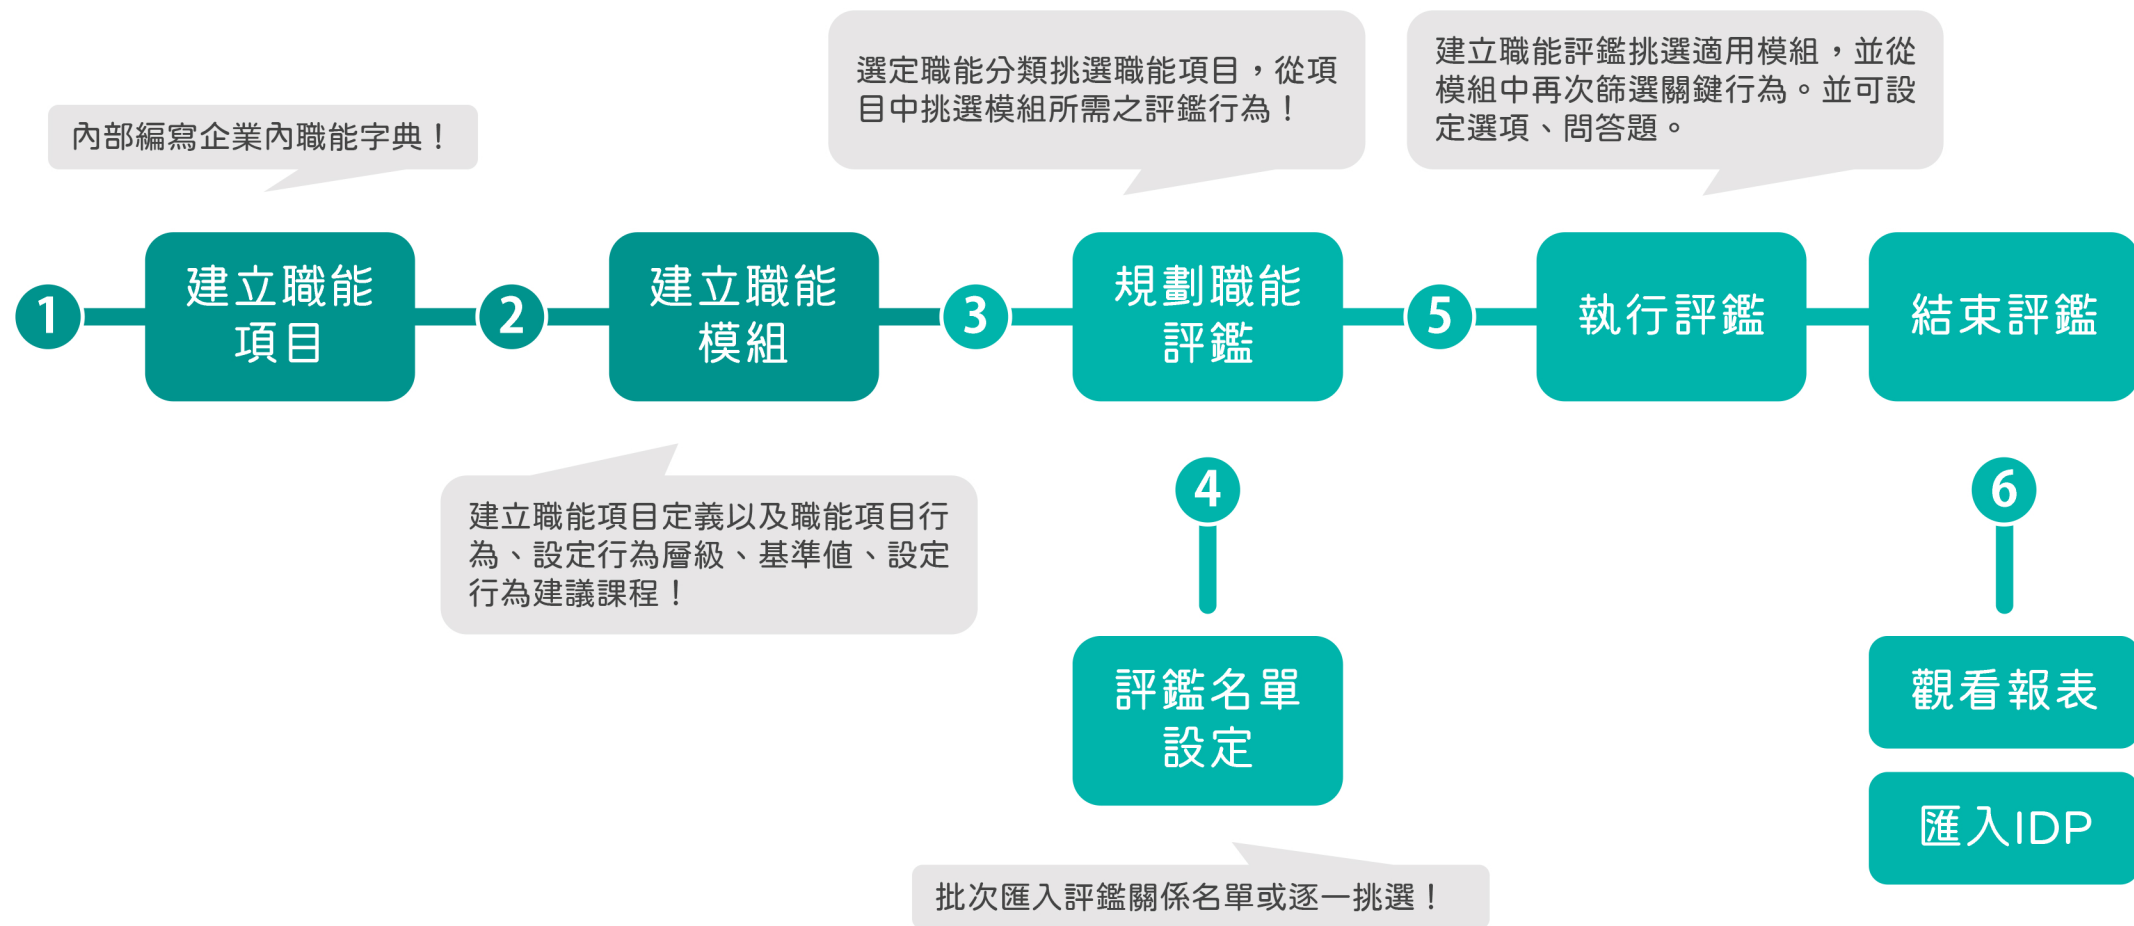 內部編寫企業內職能字典！
選定職能分類挑選職能項目，從項
目中挑選模組所需之評鑑行為！
建立職能評鑑挑選適用模組，並從
模組中再次篩選關鍵行為。並可設
定選項、問答題。
1
建立職能
項目
2
建立職能
模組
3
規劃職能
評鑑
5
執行評鑑
結束評鑑
建立職能項目定義以及職能項目行
為、設定行為層級、基準值、設定
行為建議課程！
4
評鑑名單
設定
批次匯入評鑑關係名單或逐一挑選！
6
觀看報表
匯入IDP